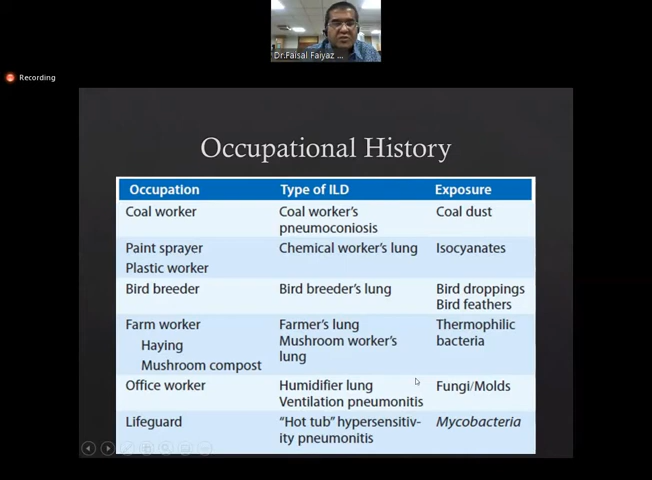 Dr.Faisal Faiyaz ...
Recording
Occupational History
Occupation Type of ILD Exposure
Coal worker Coal worker's Coal dust
pneumoconiosis
Paint sprayer Chemical worker's lung Isocyanates
Plastic worker
Bird breeder Bird breeder's lung Bird droppings
Bird feathers
Farm worker Farmer's lung Thermophilic
Haying Mushroom worker's bacteria
Mushroom compost lung
Office worker Humidifier lung Fungi/Molds
Ventilation pneumonitis
Lifeguard "Hot tub" hypersensitiv- Mycobacteria
ity pneumonitis